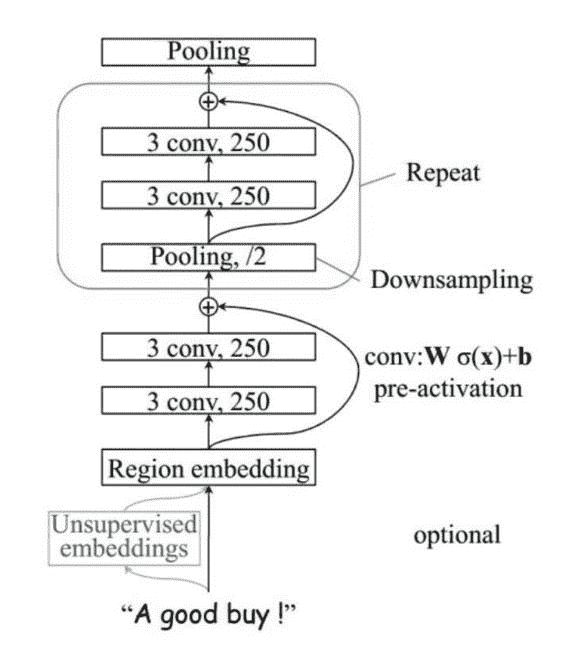 Pooling
3 conv, 250
Repeat
3 conv, 250
Pooling, /2
Downsampling
3 conv, 250
conv:W σ(x)+b
pre-activation
3 conv, 250
Region embedding
Unsupervised
embeddings
optional
“A good buy !”